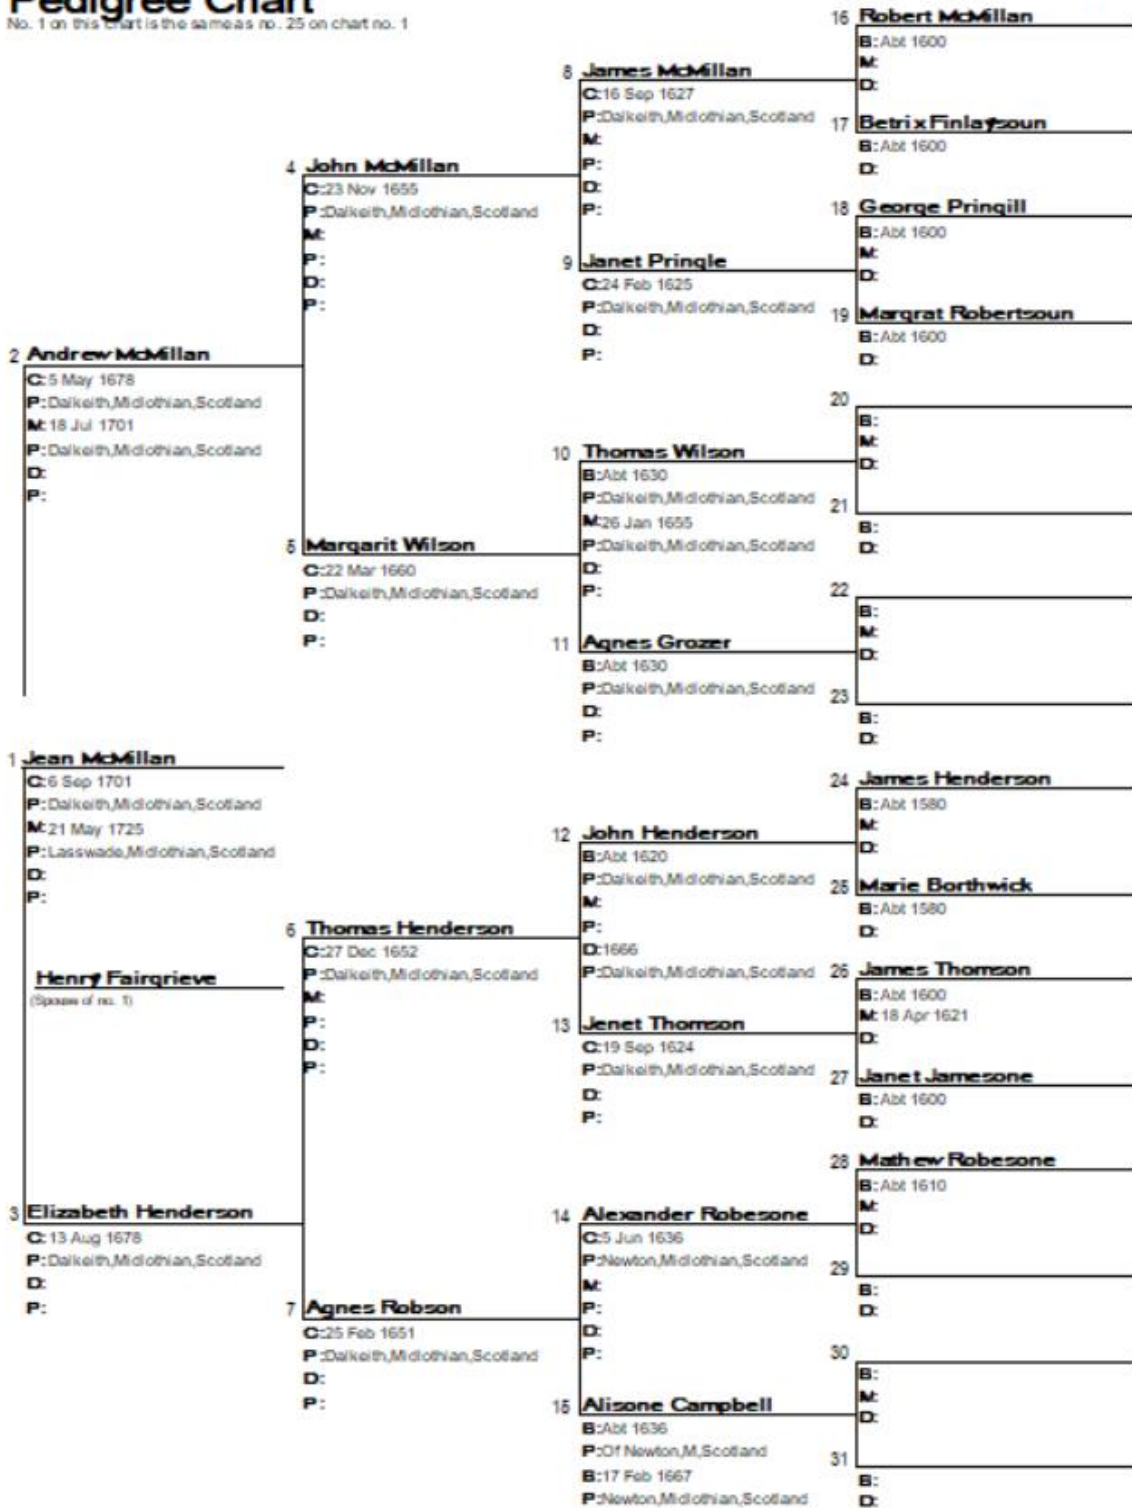 Pedigree Chart
No. 1 on this chart is the same as no. 25 on chart no. 1
2 Andrew McMillan
C: 5 May 1678
P: Dalkeith,Midlothian,Scotland
M: 18 Jul 1701
P: Dalkeith,Midlothian,Scotland
D:
P:
1 Jean McMillan
C: 6 Sep 1701
P: Dalkeith,Midlothian,Scotland
M: 21 May 1725
P: Lasswade,Midlothian,Scotland
D:
P:
Henry Fairgrieve
(Spouse of no. 1)
3 Elizabeth Henderson
C: 13 Aug 1678
P: Dalkeith,Midlothian,Scotland
D:
P:
4 John McMillan
C: 23 Nov 1655
P: Dalkeith,Midlothian,Scotland
M:
P:
D:
P:
5 Margarit Wilson
C: 22 Mar 1660
P: Dalkeith,Midlothian,Scotland
D:
P:
6 Thomas Henderson
C: 27 Dec 1652
P: Dalkeith,Midlothian,Scotland
M:
P:
D:
P:
7 Agnes Robson
C: 25 Feb 1651
P: Dalkeith,Midlothian,Scotland
D:
P:
8 James McMillan
C: 16 Sep 1627
P: Dalkeith,Midlothian,Scotland
M:
P:
D:
P:
9 Janet Pringle
C: 24 Feb 1625
P: Dalkeith,Midlothian,Scotland
D:
P:
10 Thomas Wilson
B: Abt 1630
P: Dalkeith,Midlothian,Scotland
M: 26 Jan 1655
P: Dalkeith,Midlothian,Scotland
D:
P:
11 Agnes Grozer
B: Abt 1630
P: Dalkeith,Midlothian,Scotland
D:
P:
12 John Henderson
B: Abt 1620
P: Dalkeith,Midlothian,Scotland
M:
P:
D: 1666
P: Dalkeith,Midlothian,Scotland
13 Jenet Thomson
C: 19 Sep 1624
P: Dalkeith,Midlothian,Scotland
D:
P:
14 Alexander Robesone
C: 5 Jun 1636
P: Newton,Midlothian,Scotland
M:
P:
D:
P:
15 Alisone Campbell
B: Abt 1636
P: Of Newton,M,Scotland
B: 17 Feb 1667
P: Newton,Midlothian,Scotland
16 Robert McMillan
B: Abt 1600
M:
D:
17 Betrix Finlaysoun
B: Abt 1600
D:
18 George Pringill
B: Abt 1600
M:
D:
19 Margrat Robertsoun
B: Abt 1600
D:
20
B:
M:
D:
21
B:
D:
22
B:
M:
D:
23
B:
D:
24 James Henderson
B: Abt 1580
M:
D:
25 Marie Borthwick
B: Abt 1580
D:
26 James Thomson
B: Abt 1600
M: 18 Apr 1621
D:
27 Janet Jamesone
B: Abt 1600
D:
28 Mathew Robesone
B: Abt 1610
M:
D:
29
B:
D:
30
B:
M:
D:
31
B:
D: